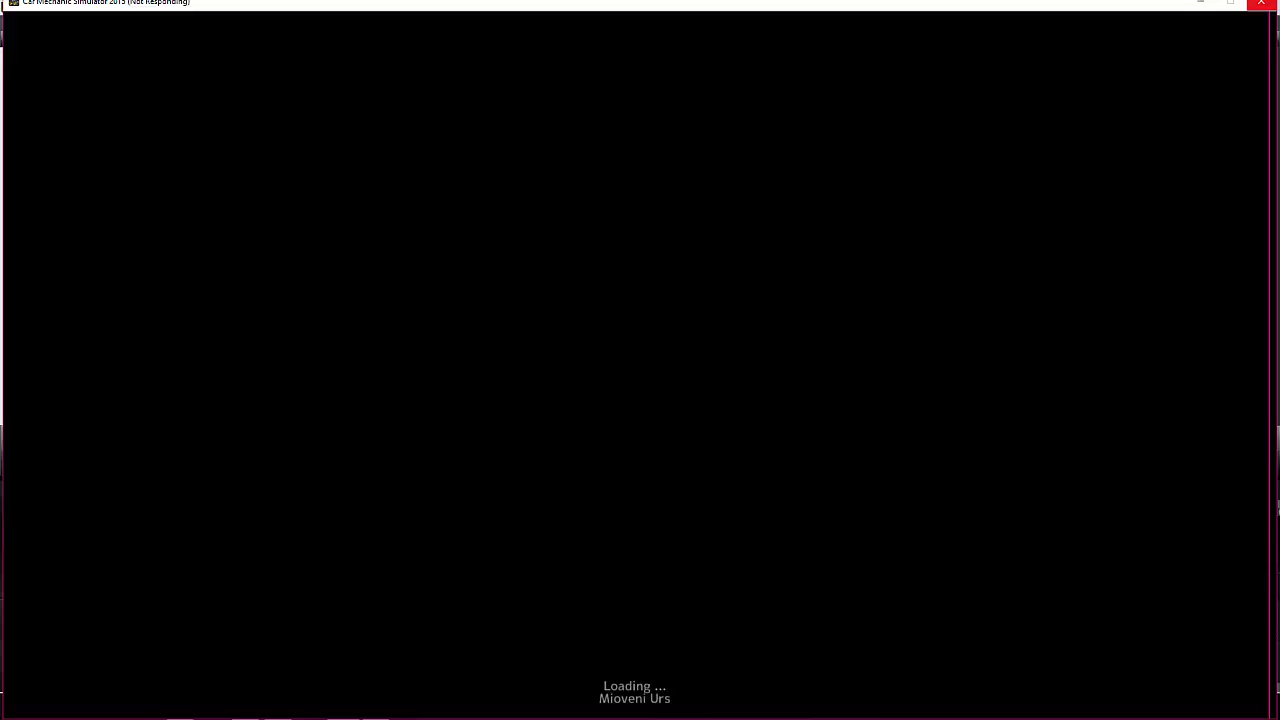 Car Mechanic Simulator 2015 (Not Responding)
Loading ...
Mioveni Urs